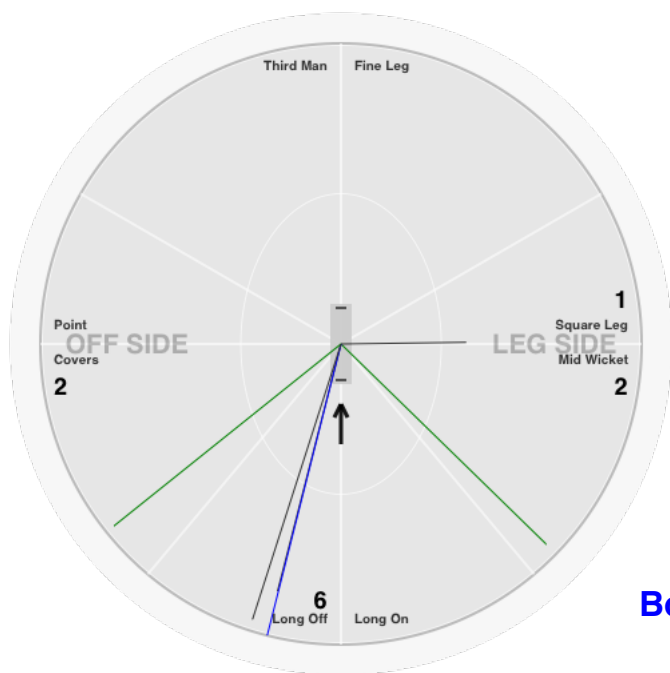 Third Man Fine Leg
1
Point Square Leg
OFF SIDE LEG SIDE
Covers Mid Wicket
2 2
6
Long Off Long On